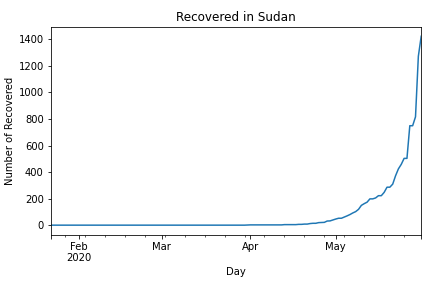 Recovered in Sudan
Number of Recovered
1400
1200
1000
800
600
400
200
0
Feb
2020
Mar
Apr
May
Day